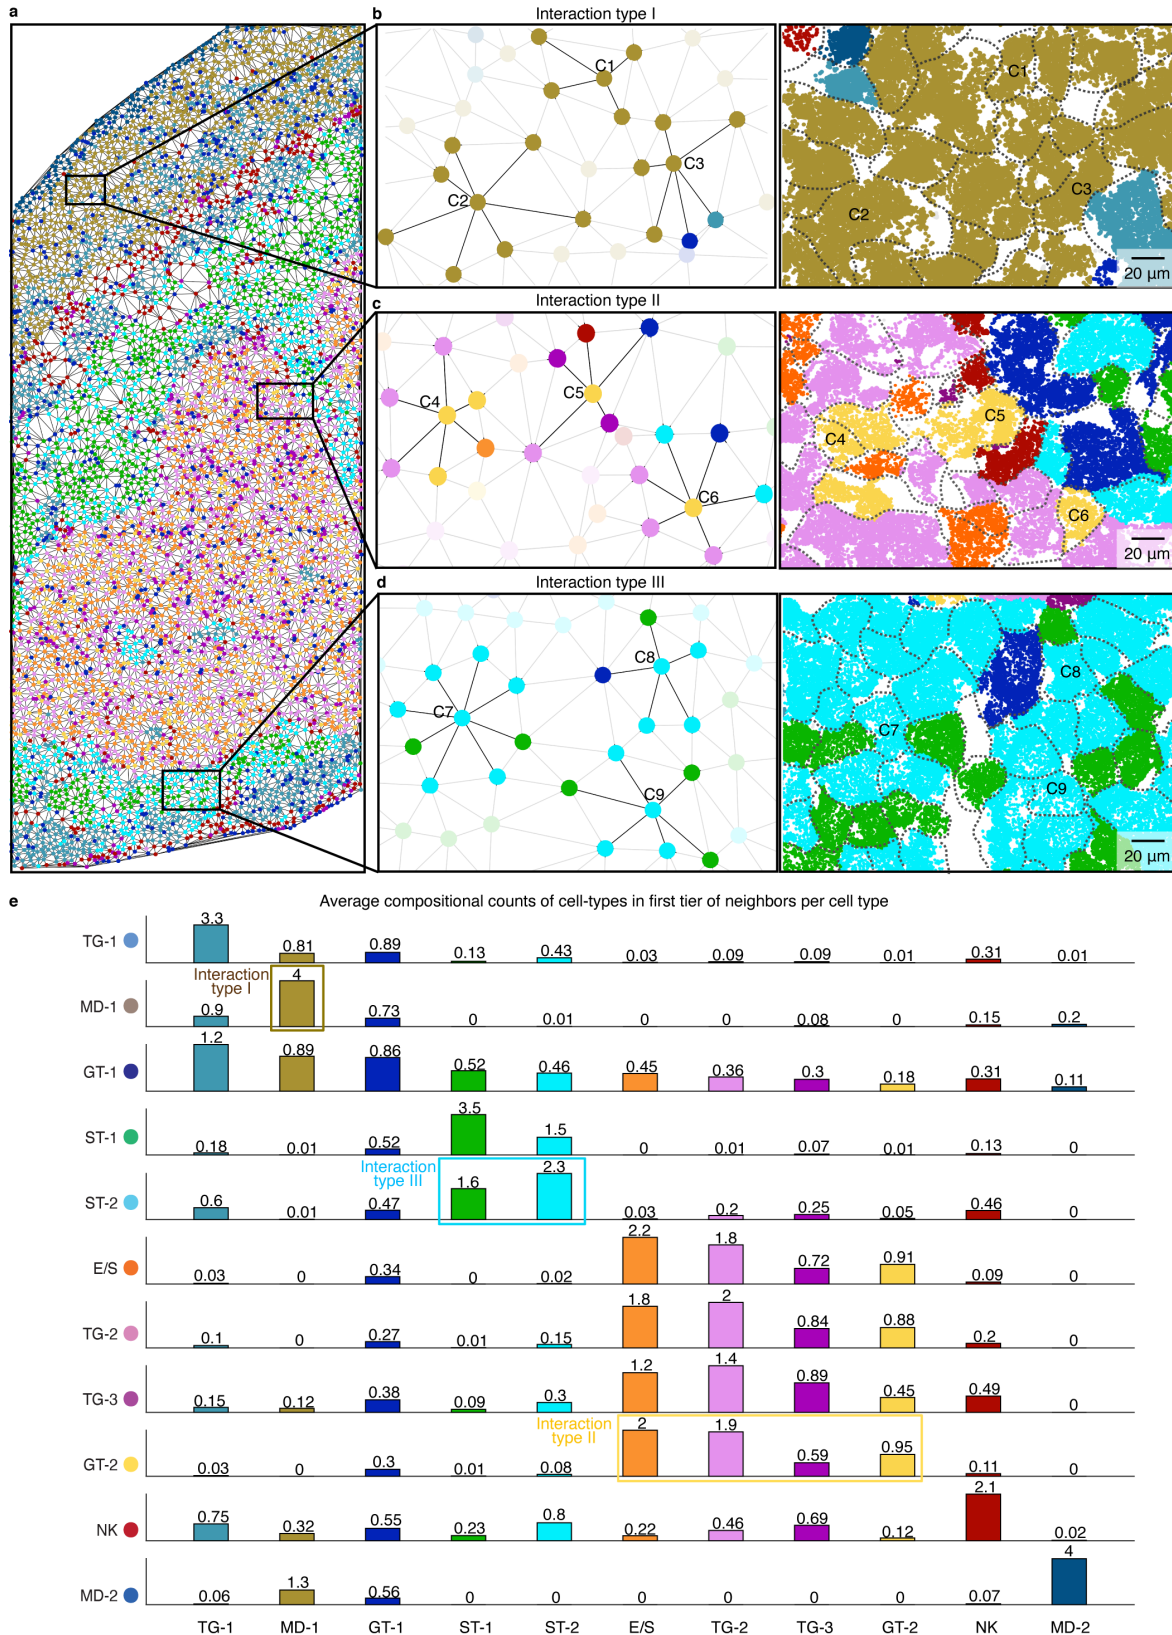 a
b
Interaction type I
C1
C2
C3
C1
C2
C3
20 µm
c
Interaction type II
C4
C5
C6
C4
C5
C6
20 µm
d
Interaction type III
C7
C8
C9
C7
C8
C9
20 µm
e
Average compositional counts of cell-types in first tier of neighbors per cell type
TG-1 3.3 0.81 0.89 0.13 0.43 0.03 0.09 0.09 0.01 0.31 0.01
Interaction
type I
MD-1 0.9 4 0.73 0 0.01 0 0 0.08 0 0.15 0.2
GT-1 1.2 0.89 0.86 0.52 0.46 0.45 0.36 0.3 0.18 0.31 0.11
ST-1 0.18 0.01 0.52 3.5 1.5 0 0.01 0.07 0.01 0.13 0
Interaction
type III
ST-2 0.6 0.01 0.47 1.6 2.3 0.03 0.2 0.25 0.05 0.46 0
E/S 0.03 0 0.34 0 0.02 2.2 1.8 0.72 0.91 0.09 0
TG-2 0.1 0 0.27 0.01 0.15 1.8 2 0.84 0.88 0.2 0
TG-3 0.15 0.12 0.38 0.09 0.3 1.2 1.4 0.89 0.45 0.49 0
Interaction
type II
GT-2 0.03 0 0.3 0.01 0.08 2 1.9 0.59 0.95 0.11 0
NK 0.75 0.32 0.55 0.23 0.8 0.22 0.46 0.69 0.12 2.1 0.02
MD-2 0.06 1.3 0.56 0 0 0 0 0 0 0.07 4
TG-1 MD-1 GT-1 ST-1 ST-2 E/S TG-2 TG-3 GT-2 NK MD-2